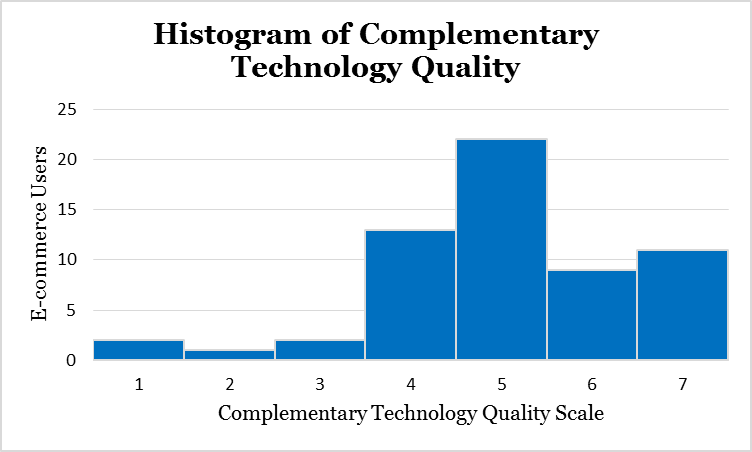 Histogram of Complementary
Technology Quality
25
20
15
10
5
0
E-commerce Users
1 2 3 4 5 6 7
Complementary Technology Quality Scale